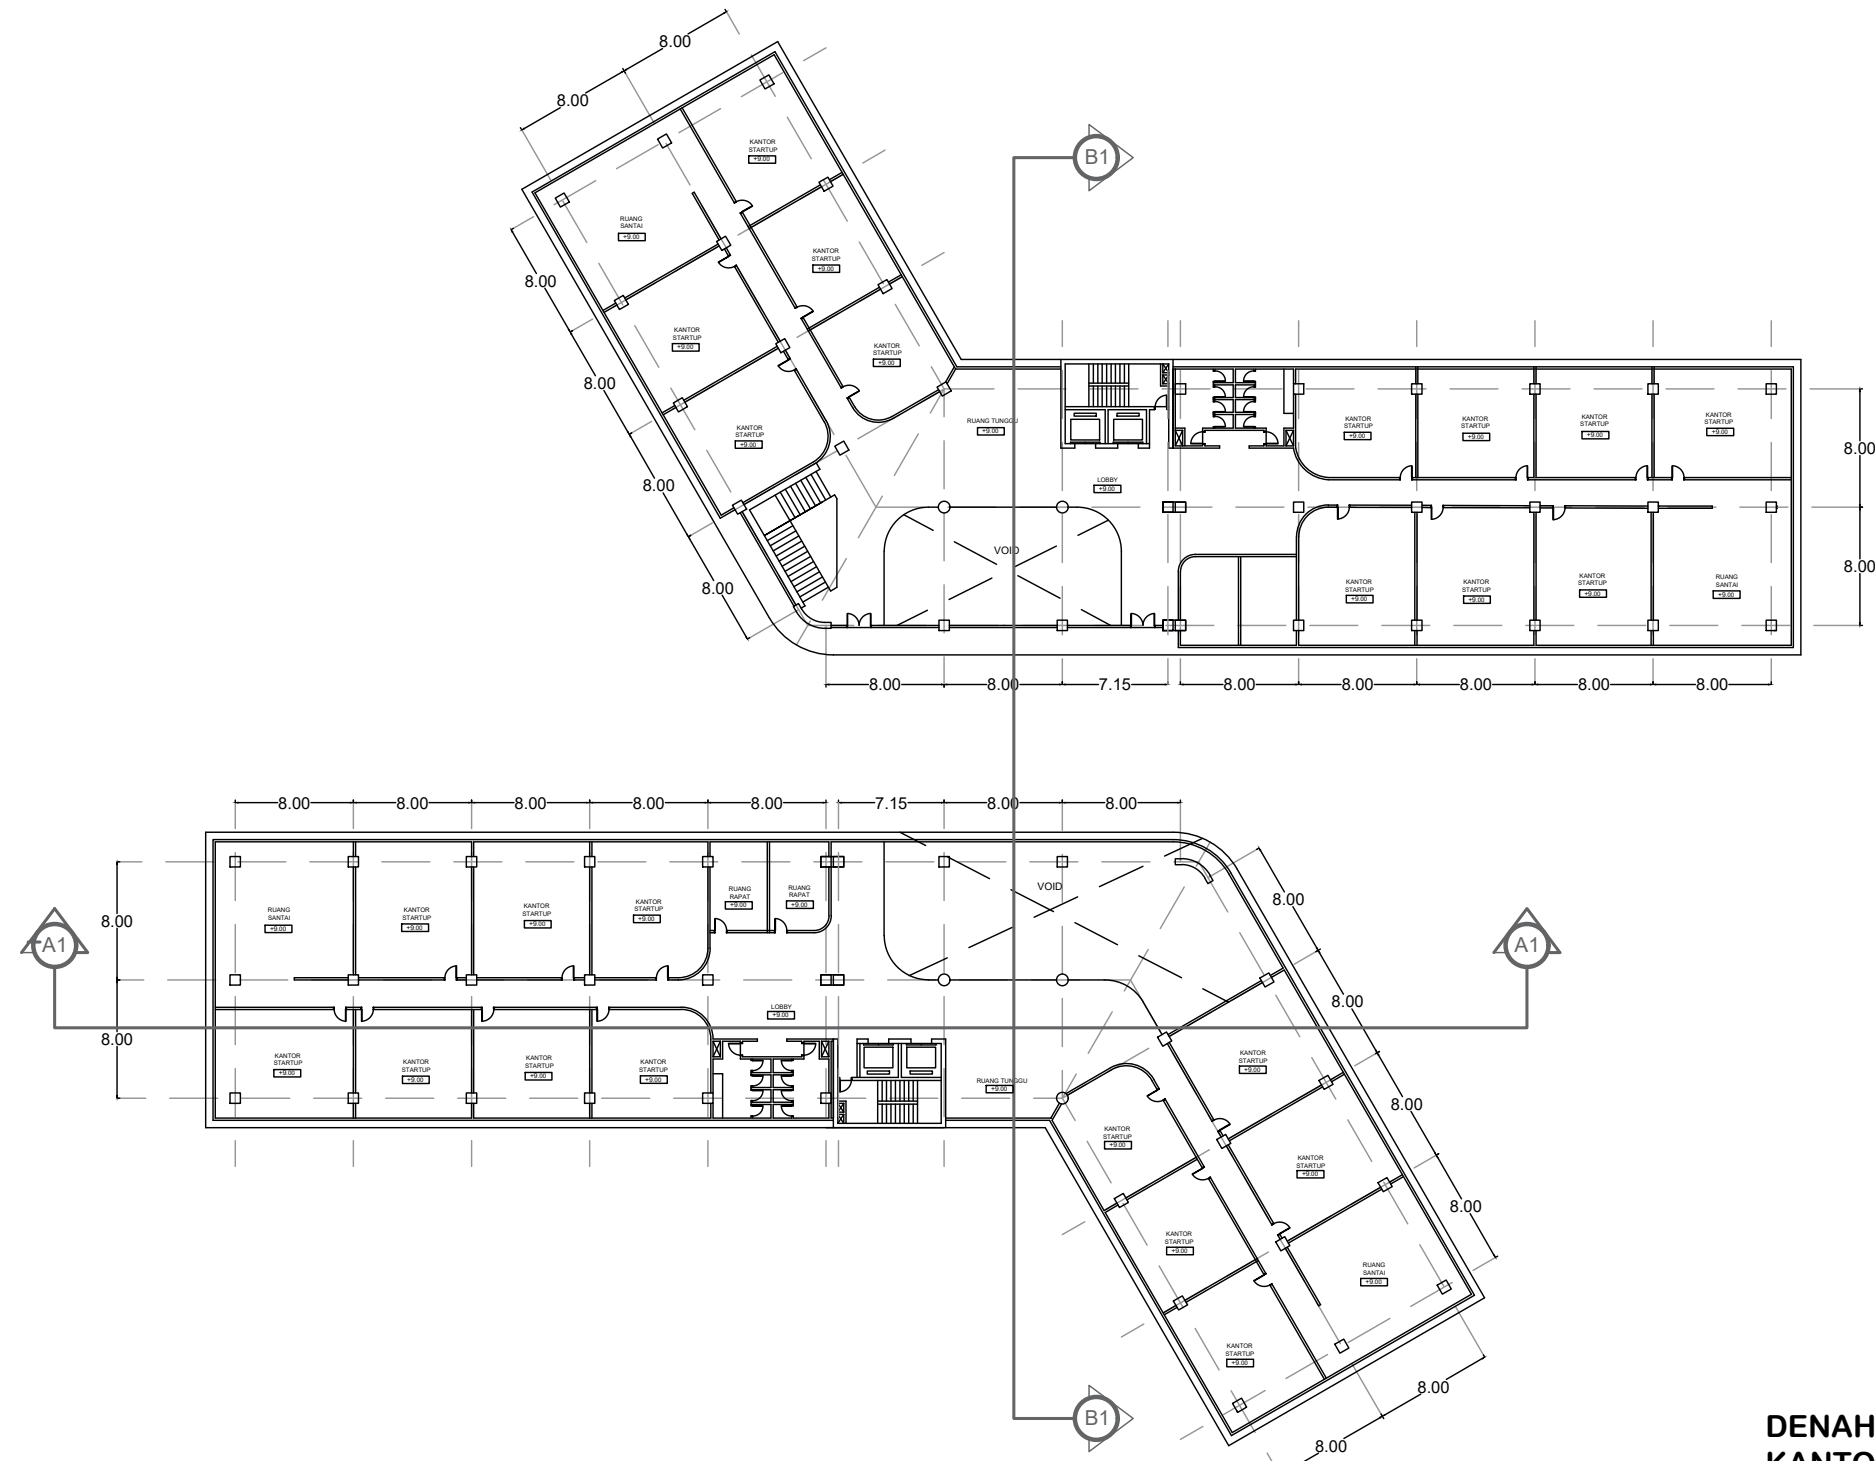 8.00
8.00
B1
KANTOR
STARTUP
+9.00
RUANG
SANTAI
+9.00
KANTOR
STARTUP
+9.00
8.00
KANTOR
STARTUP
+9.00
KANTOR
STARTUP
+9.00
8.00
KANTOR
STARTUP
+9.00
RUANG TUNGGU
+9.00
KANTOR
STARTUP
+9.00
KANTOR
STARTUP
+9.00
KANTOR
STARTUP
+9.00
KANTOR
STARTUP
+9.00
8.00
8.00
LOBBY
+9.00
VOID
8.00
8.00
KANTOR
STARTUP
+9.00
KANTOR
STARTUP
+9.00
KANTOR
STARTUP
+9.00
RUANG
SANTAI
+9.00
8.00 8.00 7.15 8.00 8.00 8.00 8.00 8.00
8.00 8.00 8.00 8.00 8.00 7.15 8.00 8.00
VOID
8.00
8.00
RUANG
SANTAI
+9.00
KANTOR
STARTUP
+9.00
KANTOR
STARTUP
+9.00
KANTOR
STARTUP
+9.00
RUANG
RAPAT
+9.00
RUANG
RAPAT
+9.00
A1
A1
8.00
LOBBY
+9.00
8.00
KANTOR
STARTUP
+9.00
KANTOR
STARTUP
+9.00
KANTOR
STARTUP
+9.00
KANTOR
STARTUP
+9.00
RUANG TUNGGU
+9.00
KANTOR
STARTUP
+9.00
8.00
KANTOR
STARTUP
+9.00
KANTOR
STARTUP
+9.00
8.00
KANTOR
STARTUP
+9.00
RUANG
SANTAI
+9.00
KANTOR
STARTUP
+9.00
8.00
B1
8.00
DENAH
KANTO